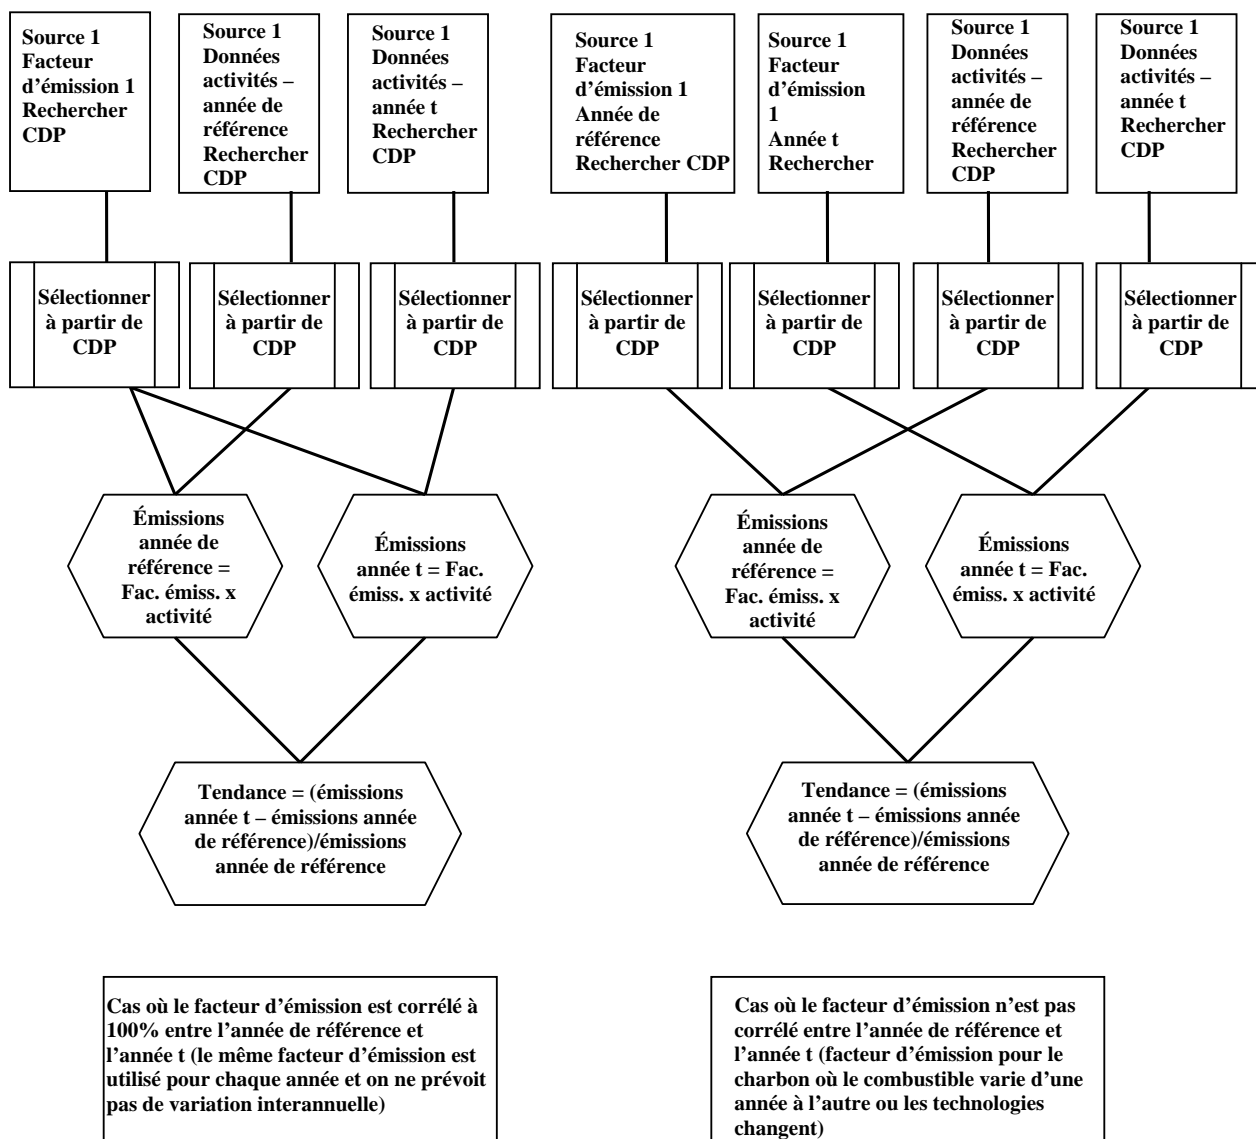 Source 1
Facteur
d’émission 1
Rechercher
CDP
Source 1
Données
activités –
année de
référence
Rechercher
CDP
Source 1
Données
activités –
année t
Rechercher
CDP
Source 1
Facteur
d’émission 1
Année de
référence
Rechercher CDP
Source 1
Facteur
d’émission
1
Année t
Rechercher
Source 1
Données
activités –
année de
référence
Rechercher
CDP
Source 1
Données
activités –
année t
Rechercher
CDP
Sélectionner
à partir de
CDP
Sélectionner
à partir de
CDP
Sélectionner
à partir de
CDP
Sélectionner
à partir de
CDP
Sélectionner
à partir de
CDP
Sélectionner
à partir de
CDP
Sélectionner
à partir de
CDP
Émissions
année de
référence =
Fac. émiss. x
activité
Émissions
année t = Fac.
émiss. x activité
Émissions
année de
référence =
Fac. émiss. x
activité
Émissions
année t = Fac.
émiss. x activité
Tendance = (émissions
année t – émissions année
de référence)/émissions
année de référence
Tendance = (émissions
année t – émissions année
de référence)/émissions
année de référence
Cas où le facteur d’émission est corrélé à
100% entre l’année de référence et
l’année t (le même facteur d’émission est
utilisé pour chaque année et on ne prévoit
pas de variation interannuelle)
Cas où le facteur d’émission n’est pas
corrélé entre l’année de référence et
l’année t (facteur d’émission pour le
charbon où le combustible varie d’une
année à l’autre ou les technologies
changent)